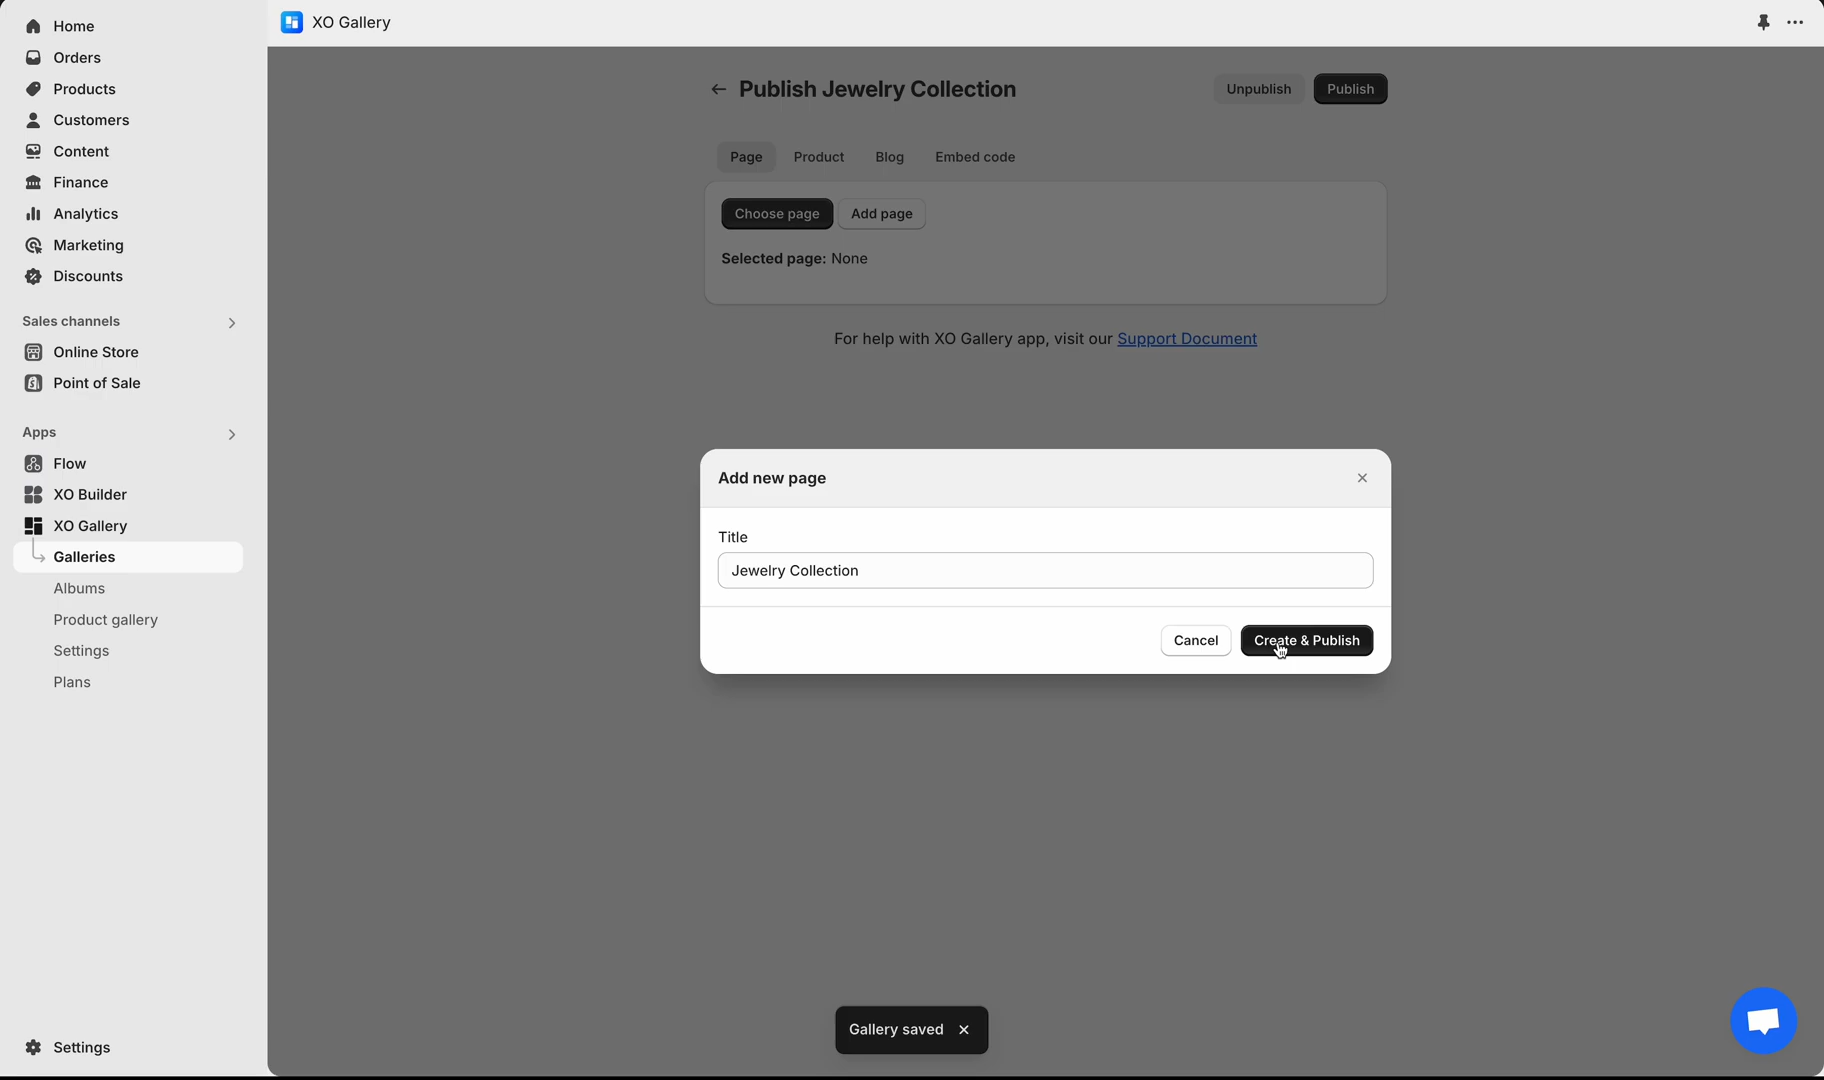 Home
Orders
Products
Customers
Content
Finance
Analytics
Marketing
Discounts
Sales channels
Online Store
Point of Sale
Apps
Flow
XO Builder
XO Gallery
Galleries
Albums
Product gallery
Settings
Plans
Settings
XO Gallery
Publish Jewelry Collection
Unpublish
Publish
Page Product Blog Embed code
Choose page Add page
Selected page: None
For help with XO Gallery app, visit our Support Document
Add new page
Title
Jewelry Collection
Cancel Create & Publish
Gallery saved